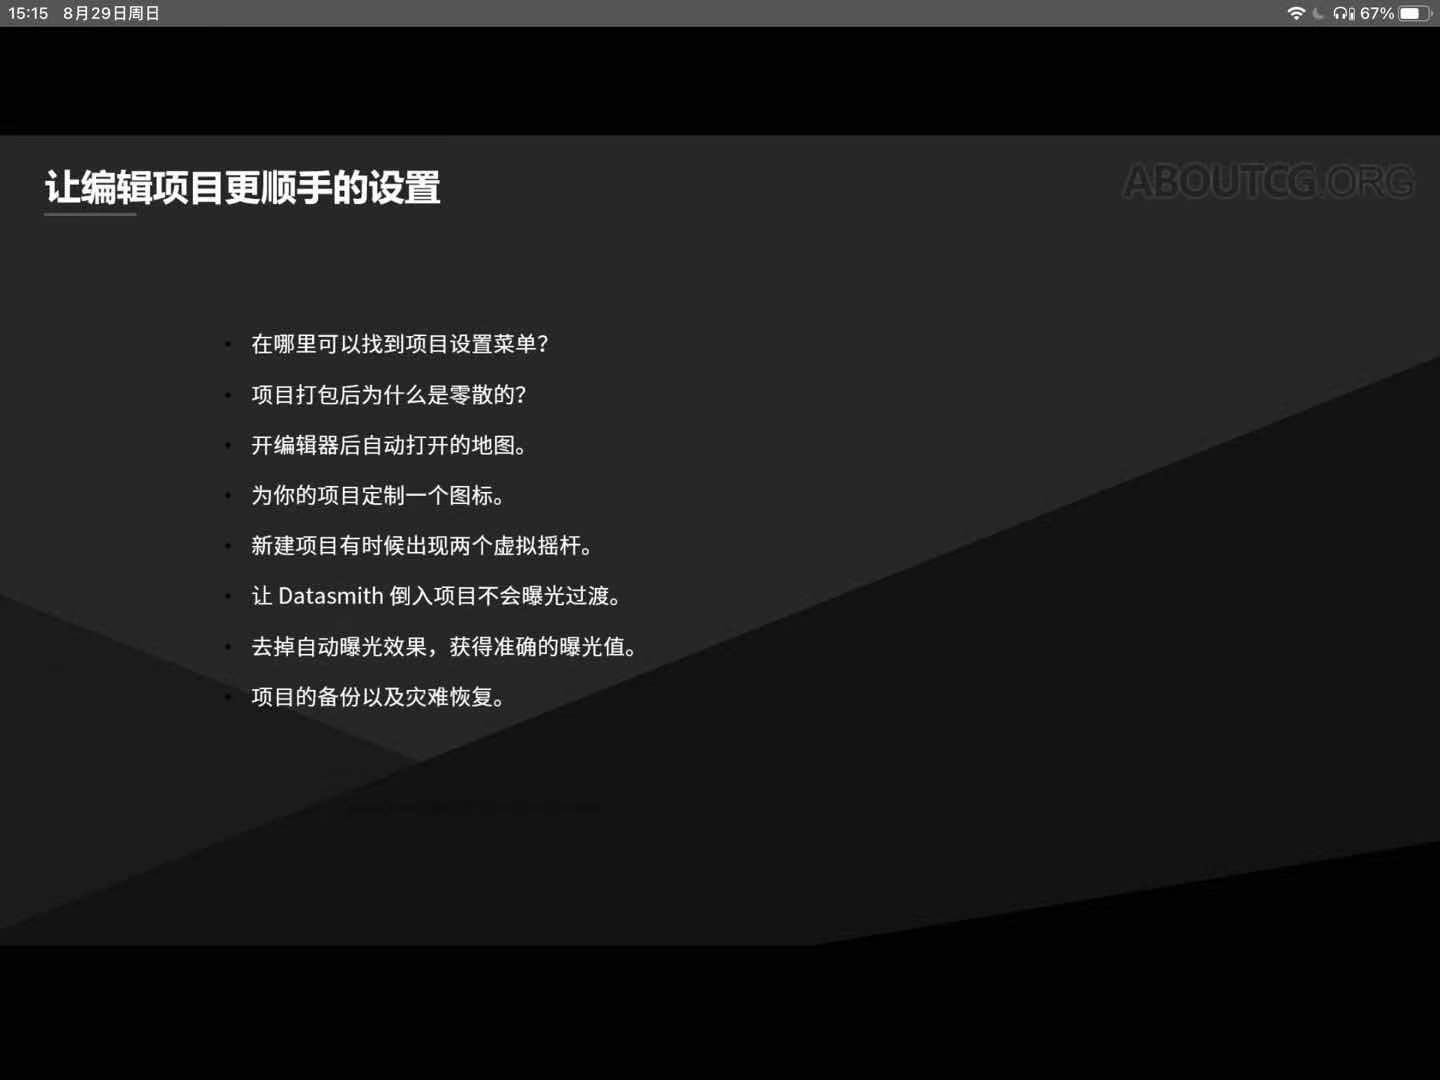 15:15 8月29日周日
67%
让编辑项目更顺手的设置
ABOUTCG.ORG
• 在哪里可以找到项目设置菜单？
• 项目打包后为什么是零散的？
• 开编辑器后自动打开的地图。
• 为你的项目定制一个图标。
• 新建项目有时候出现两个虚拟摇杆。
• 让 Datasmith 倒入项目不会曝光过渡。
• 去掉自动曝光效果，获得准确的曝光值。
• 项目的备份以及灾难恢复。